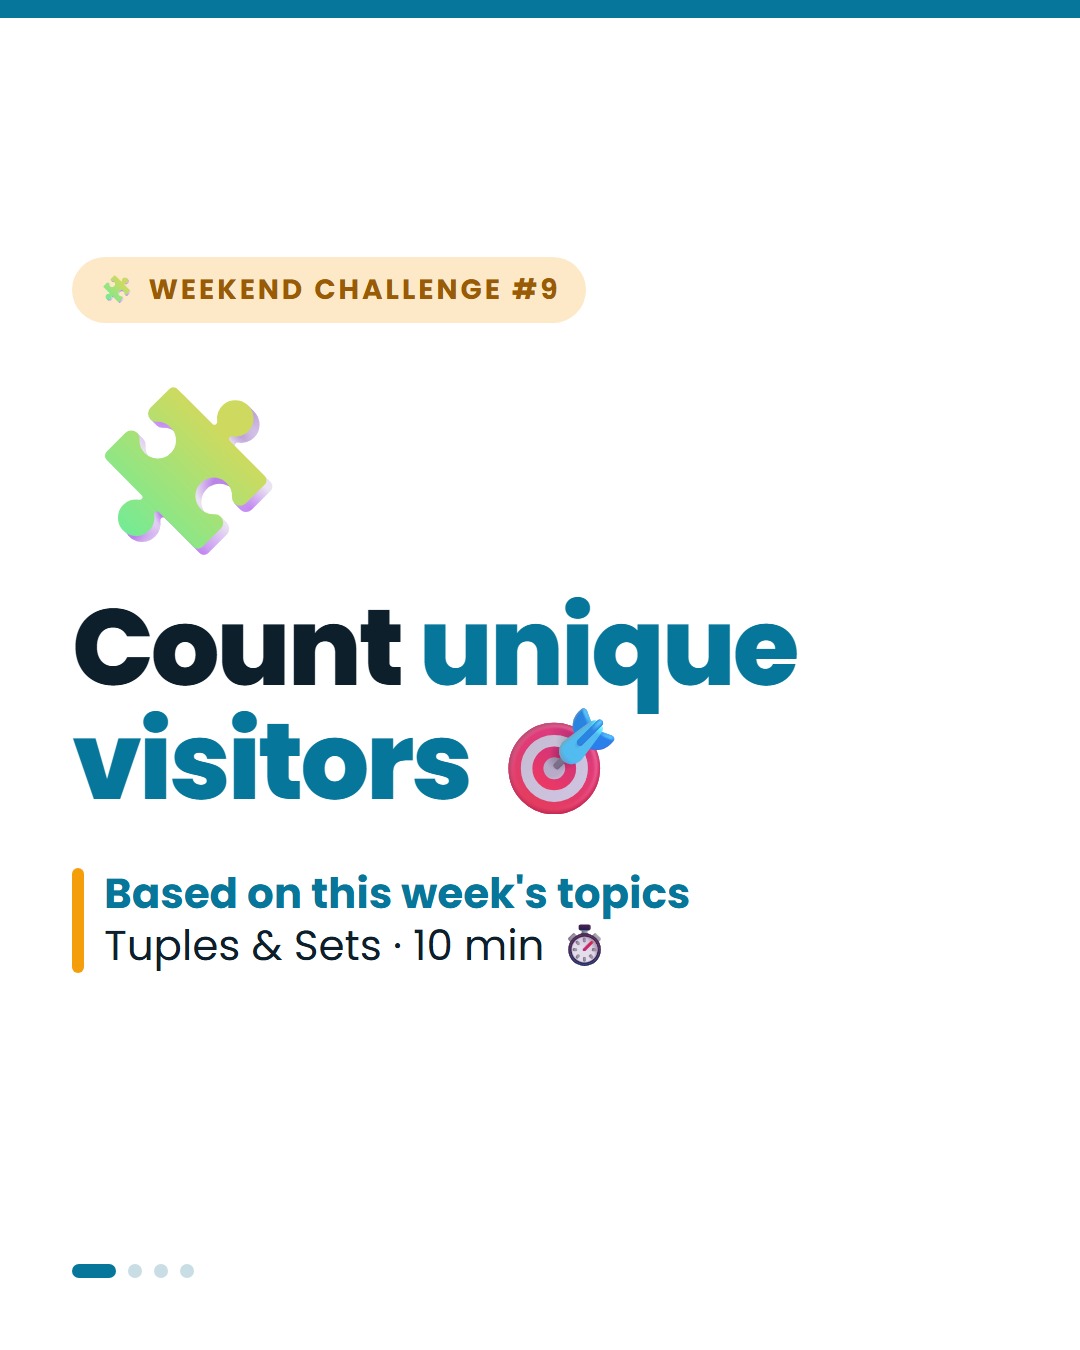 WEEKEND CHALLENGE #9
Count unique
visitors
Based on this week's topics
Tuples & Sets · 10 min